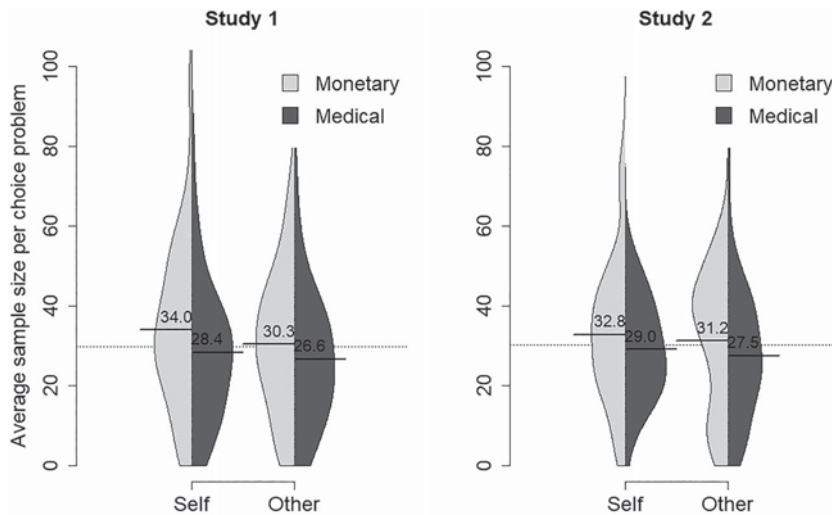 Study 1
Average sample size per choice problem
100
80
60
40
20
0
Monetary
Medical
34.0
28.4
30.3
26.6
Self
Other
Study 2
100
80
60
40
20
0
Monetary
Medical
32.8
29.0
31.2
27.5
Self
Other